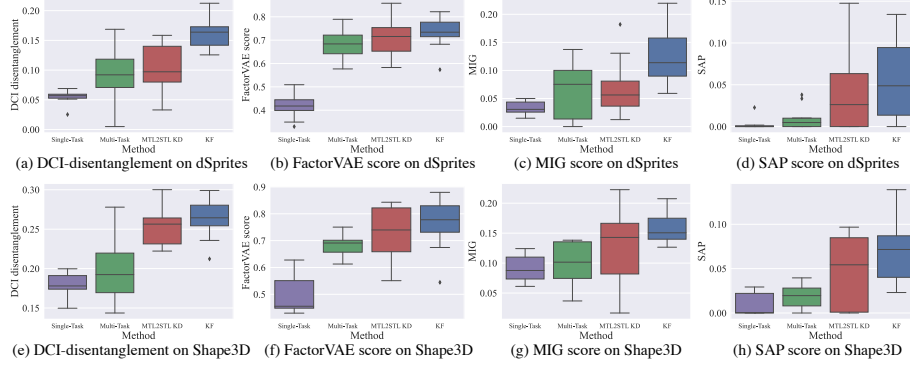 DCI disentanglement
0.20
0.15
0.10
0.05
0.00
Single-Task Multi-Task MTL2STL KD KF
Method
(a) DCI-disentanglement on dSprites
FactorVAE score
0.8
0.7
0.6
0.5
0.4
Single-Task Multi-Task MTL2STL KD KF
Method
(b) FactorVAE score on dSprites
MIG
0.20
0.15
0.10
0.05
0.00
Single-Task Multi-Task MTL2STL KD KF
Method
(c) MIG score on dSprites
SAP
0.15
0.10
0.05
0.00
Single-Task Multi-Task MTL2STL KD KF
Method
(d) SAP score on dSprites
DCI disentanglement
0.30
0.25
0.20
0.15
Single-Task Multi-Task MTL2STL KD KF
Method
(e) DCI-disentanglement on Shape3D
FactorVAE score
0.9
0.8
0.7
0.6
0.5
Single-Task Multi-Task MTL2STL KD KF
Method
(f) FactorVAE score on Shape3D
MIG
0.20
0.15
0.10
0.05
Single-Task Multi-Task MTL2STL KD KF
Method
(g) MIG score on Shape3D
SAP
0.10
0.05
0.00
Single-Task Multi-Task MTL2STL KD KF
Method
(h) SAP score on Shape3D